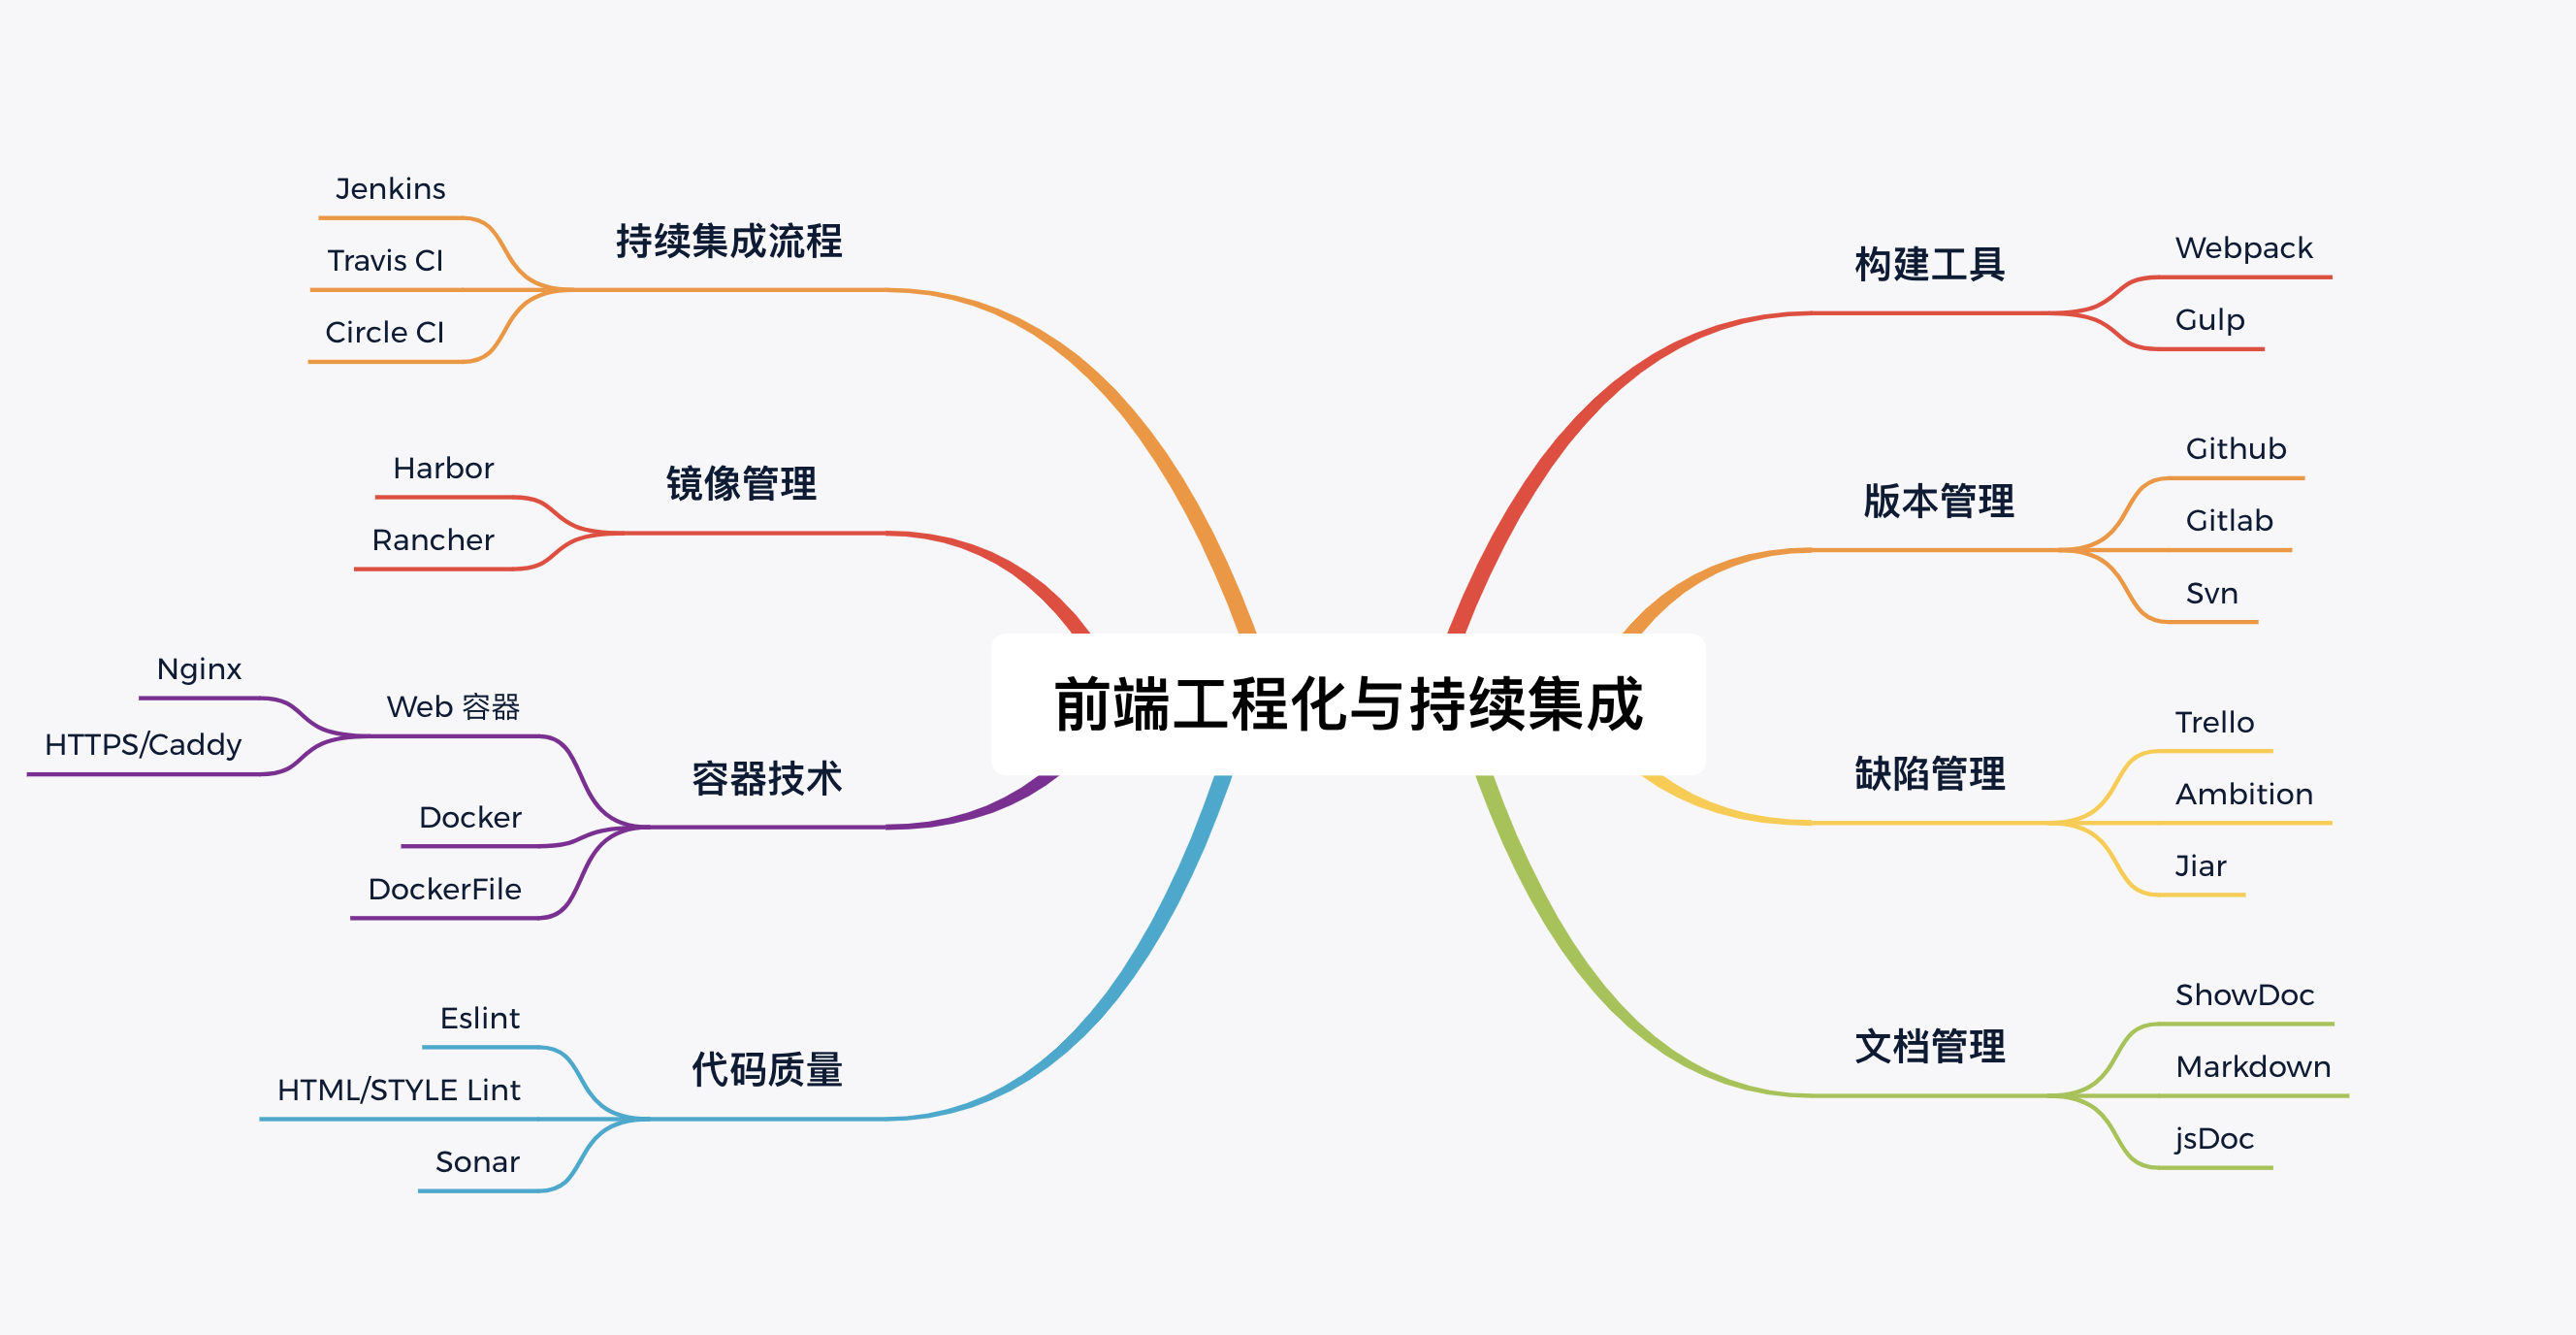 前端工程化与持续集成
构建工具
Webpack
Gulp
版本管理
Github
Gitlab
Svn
缺陷管理
Trello
Ambition
Jiar
文档管理
ShowDoc
Markdown
jsDoc
持续集成流程
Jenkins
Travis CI
Circle CI
镜像管理
Harbor
Rancher
容器技术
Web 容器
Nginx
HTTPS/Caddy
Docker
DockerFile
代码质量
Eslint
HTML/STYLE Lint
Sonar